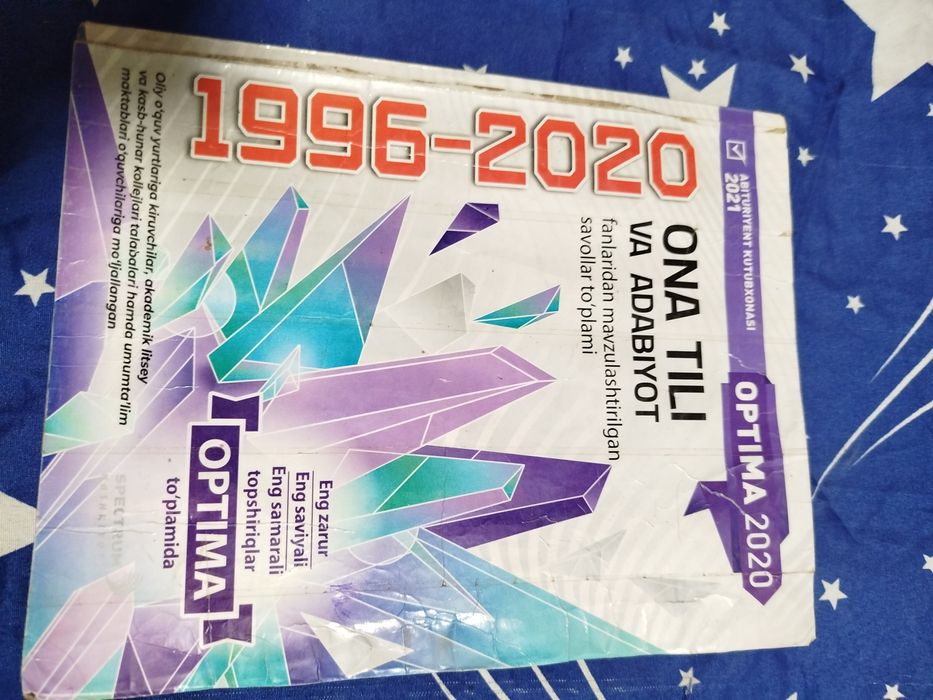 ABITURIYENT KUTUBXONASI
2021
OPTIMA 2020
ONA TILI
VA ADABIYOT
fanlaridan mavzulashtirilgan
savollar to'plami
1996-2020
Eng zarur
Eng saviyali
Eng samarali
topshiriqlar
OPTIMA
to'plamida
Oliy o'quv yurtlariga kiruvchilar, akademik litsey
va kasb-hunar kollejlari talabalari hamda umumta'lim
maktablari o'quvchilariga mo'ljallangan
SPECTRUM